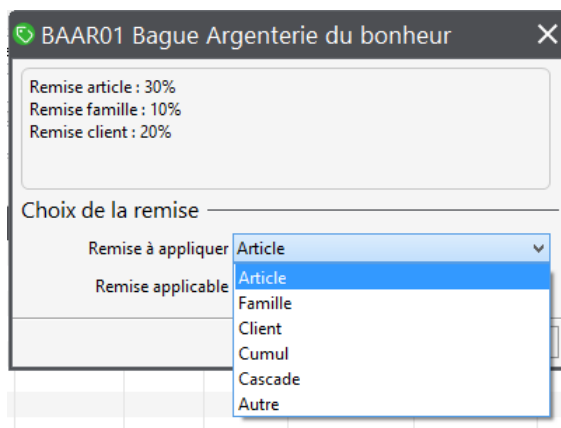 BAAR01 Bague Argenterie du bonheur
Remise article : 30%
Remise famille : 10%
Remise client : 20%
Choix de la remise
Remise à appliquer Article
Remise applicable
Article
Famille
Client
Cumul
Cascade
Autre